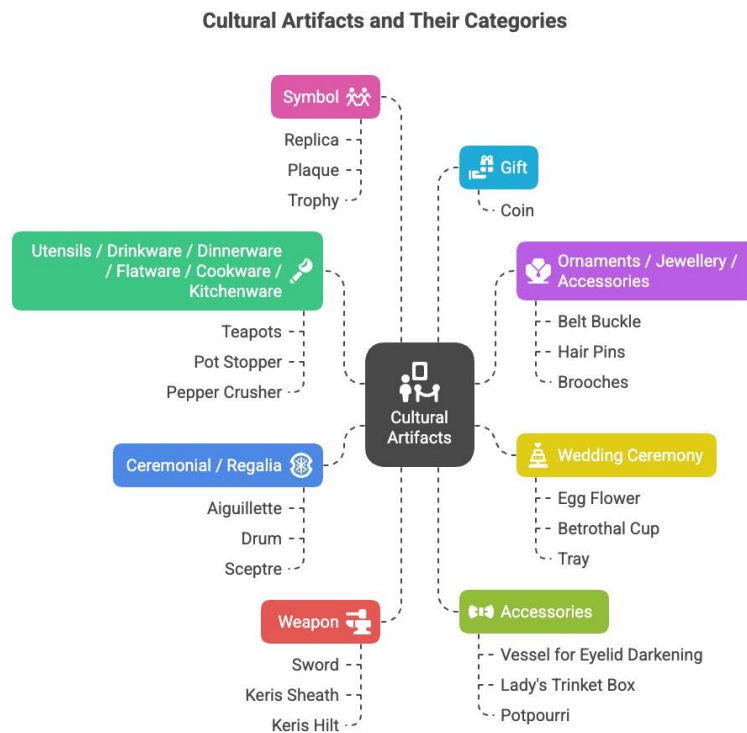 Cultural Artifacts and Their Categories
Symbol
Replica
Plaque
Trophy
Gift
Coin
Utensils / Drinkware / Dinnerware
/ Flatware / Cookware /
Kitchenware
Teapots
Pot Stopper
Pepper Crusher
Ornaments / Jewellery /
Accessories
Belt Buckle
Hair Pins
Brooches
Cultural
Artifacts
Ceremonial / Regalia
Aiguillette
Drum
Sceptre
Wedding Ceremony
Egg Flower
Betrothal Cup
Tray
Weapon
Sword
Keris Sheath
Keris Hilt
Accessories
Vessel for Eyelid Darkening
Lady's Trinket Box
Potpourri